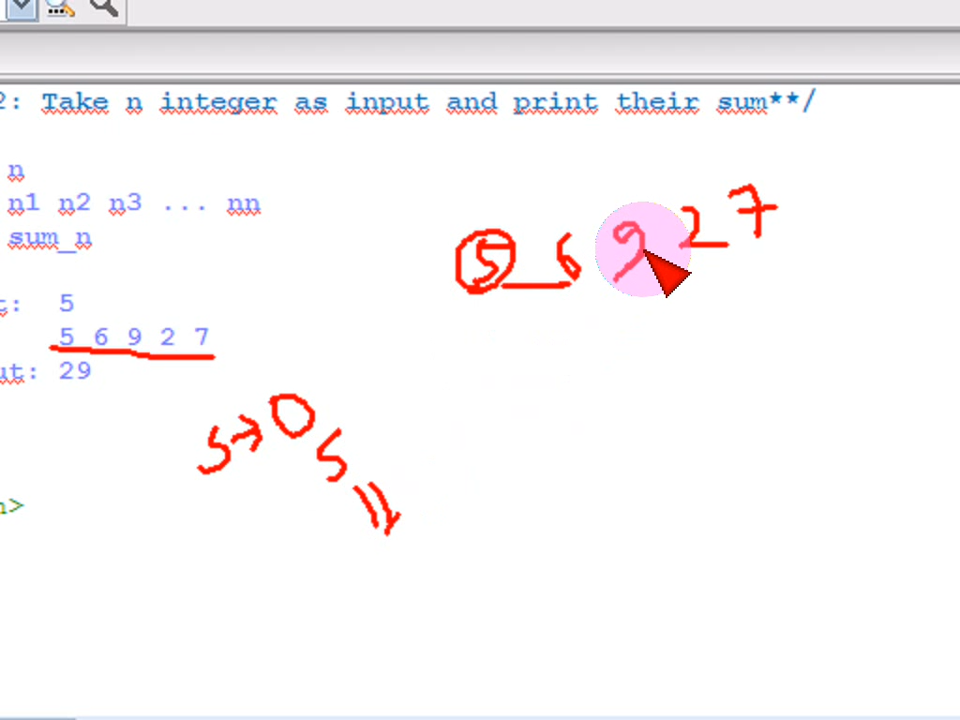 2: Take n integer as input and print their sum**/
n
n1 n2 n3 ... nn
sum_n
5 6 9 2 7
t: 5
5 6 9 2 7
ut: 29
S→0
5
11
n>